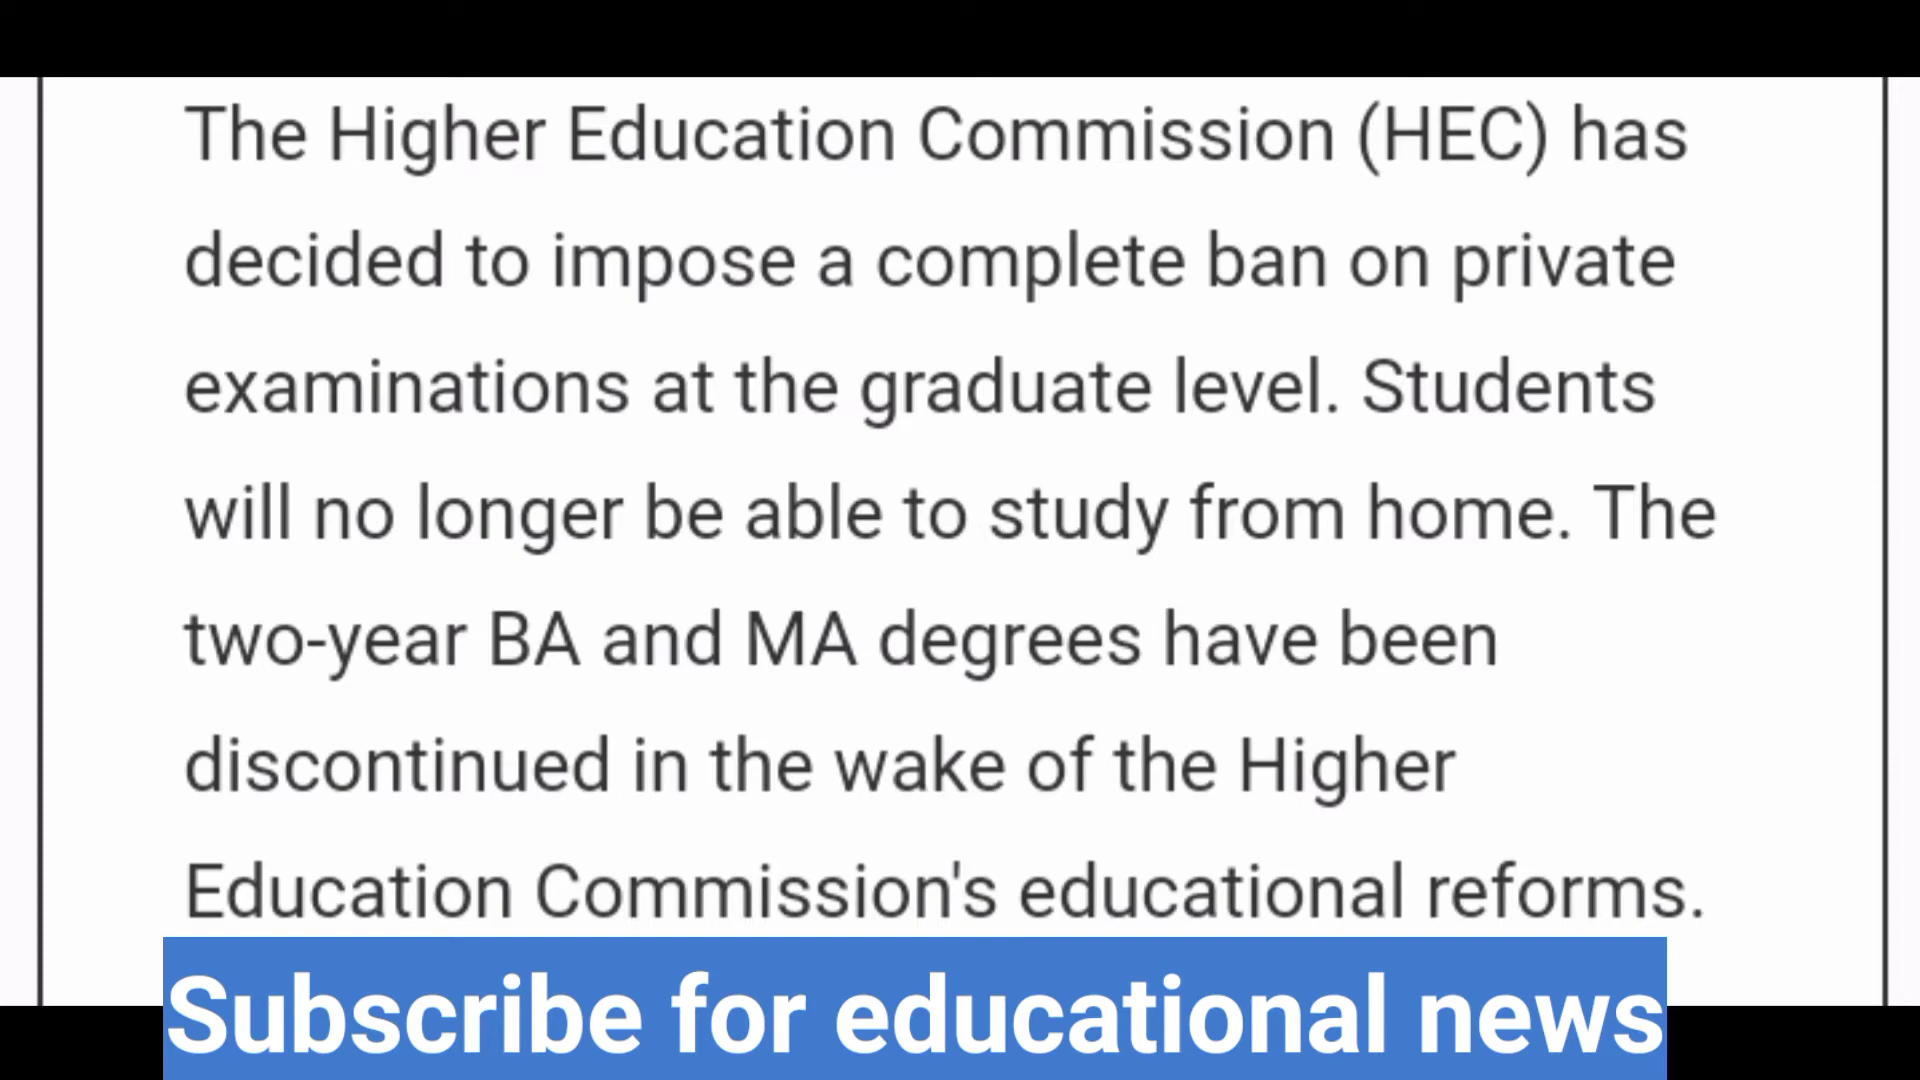 The Higher Education Commission (HEC) has
decided to impose a complete ban on private
examinations at the graduate level. Students
will no longer be able to study from home. The
two-year BA and MA degrees have been
discontinued in the wake of the Higher
Education Commission's educational reforms.
Subscribe for educational news